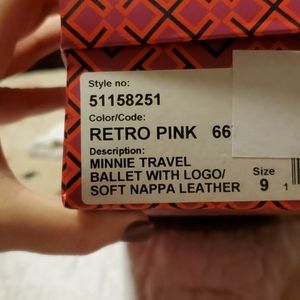 Style no:
51158251
Color/Code:
RETRO PINK 66
Description:
MINNIE TRAVEL
BALLET WITH LOGO/
SOFT NAPPA LEATHER
Size
9